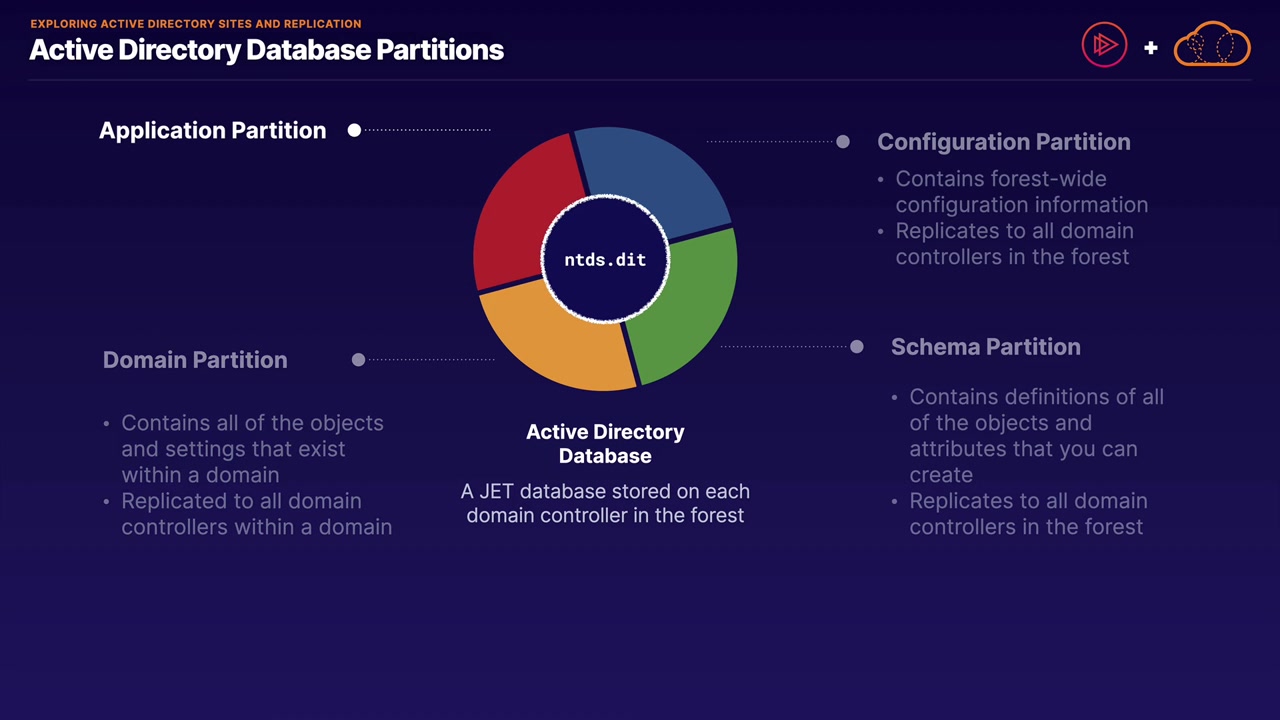 EXPLORING ACTIVE DIRECTORY SITES AND REPLICATION
Active Directory Database Partitions
+
Application Partition
Configuration Partition
• Contains forest-wide
configuration information
• Replicates to all domain
controllers in the forest
ntds.dit
Domain Partition
• Contains all of the objects
and settings that exist
within a domain
• Replicated to all domain
controllers within a domain
Schema Partition
• Contains definitions of all
of the objects and
attributes that you can
create
• Replicates to all domain
controllers in the forest
Active Directory
Database
A JET database stored on each
domain controller in the forest